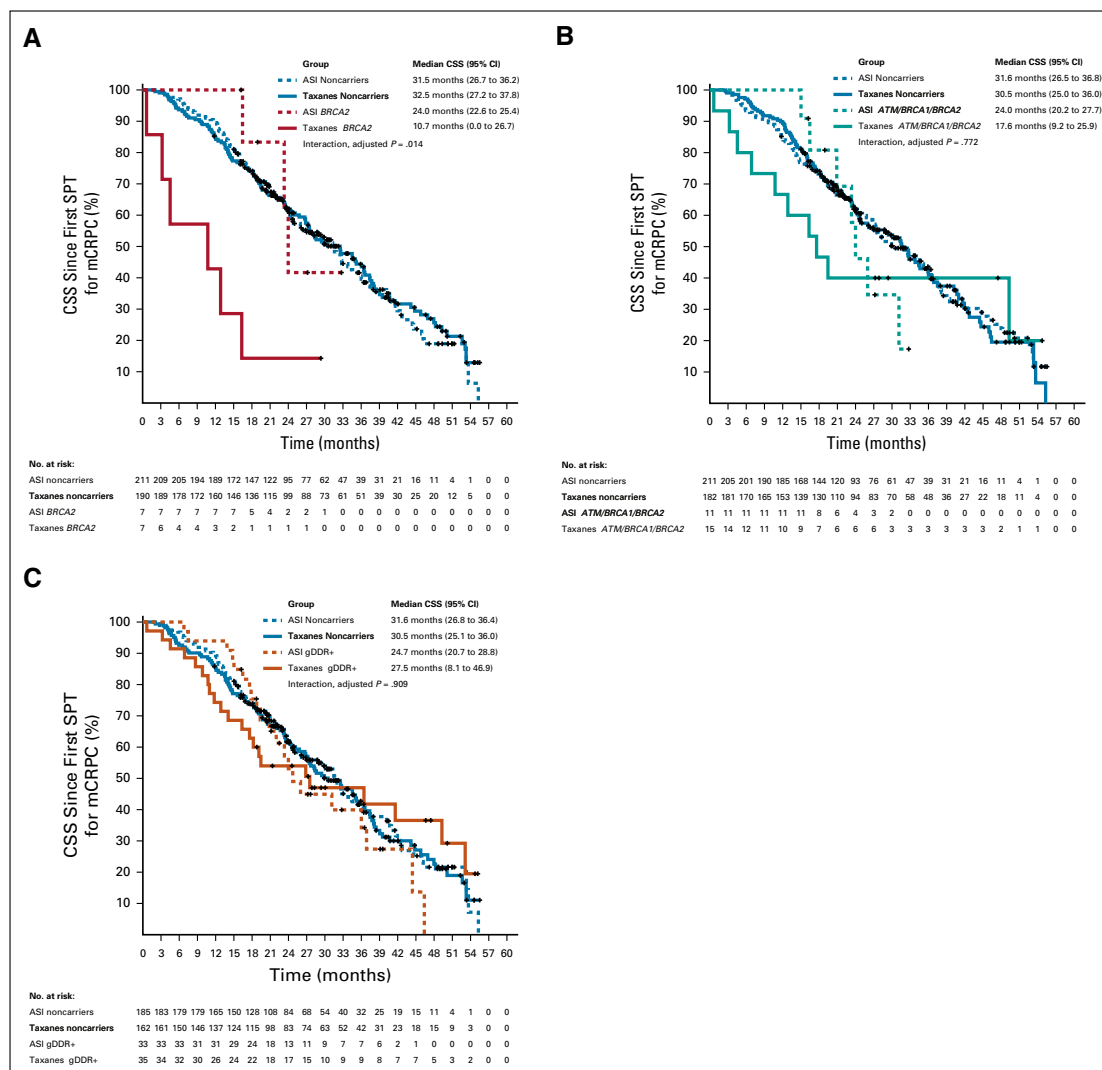 A
Group Median CSS (95% CI)
ASI Noncarriers 31.5 months (26.7 to 36.2)
Taxanes Noncarriers 32.5 months (27.2 to 37.8)
ASI BRCA2 24.0 months (22.6 to 25.4)
Taxanes BRCA2 10.7 months (0.0 to 26.7)
Interaction, adjusted P = .014
CSS Since First SPT
for mCRPC (%)
100
90
80
70
60
50
40
30
20
10
0 3 6 9 12 15 18 21 24 27 30 33 36 39 42 45 48 51 54 57 60
Time (months)
No. at risk:
ASI noncarriers 211 209 205 194 189 172 147 122 95 77 62 47 39 31 21 16 11 4 1 0 0
Taxanes noncarriers 190 189 178 172 160 146 136 115 99 88 73 61 51 39 30 25 20 12 5 0 0
ASI BRCA2 7 7 7 7 7 7 5 4 2 2 1 0 0 0 0 0 0 0 0 0 0
Taxanes BRCA2 7 6 4 4 3 2 1 1 1 1 0 0 0 0 0 0 0 0 0 0 0
B
Group Median CSS (95% CI)
ASI Noncarriers 31.6 months (26.5 to 36.8)
Taxanes Noncarriers 30.5 months (25.0 to 36.0)
ASI ATM/BRCA1/BRCA2 24.0 months (20.2 to 27.7)
Taxanes ATM/BRCA1/BRCA2 17.6 months (9.2 to 25.9)
Interaction, adjusted P = .772
CSS Since First SPT
for mCRPC (%)
100
90
80
70
60
50
40
30
20
10
0 3 6 9 12 15 18 21 24 27 30 33 36 39 42 45 48 51 54 57 60
Time (months)
No. at risk:
ASI noncarriers 211 205 201 190 185 168 144 120 93 76 61 47 39 31 21 16 11 4 1 0 0
Taxanes noncarriers 182 181 170 165 153 139 130 110 94 83 70 58 48 36 27 22 18 11 4 0 0
ASI ATM/BRCA1/BRCA2 11 11 11 11 11 11 8 6 4 3 2 0 0 0 0 0 0 0 0 0 0
Taxanes ATM/BRCA1/BRCA2 15 14 12 11 10 9 7 6 6 6 3 3 3 3 3 3 2 1 1 0 0
C
Group Median CSS (95% CI)
ASI Noncarriers 31.6 months (26.8 to 36.4)
Taxanes Noncarriers 30.5 months (25.1 to 36.0)
ASI gDDR+ 24.7 months (20.7 to 28.8)
Taxanes gDDR+ 27.5 months (8.1 to 46.9)
Interaction, adjusted P = .909
CSS Since First SPT
for mCRPC (%)
100
90
80
70
60
50
40
30
20
10
0 3 6 9 12 15 18 21 24 27 30 33 36 39 42 45 48 51 54 57 60
Time (months)
No. at risk:
ASI noncarriers 185 183 179 179 165 150 128 108 84 68 54 40 32 25 19 15 11 4 1 0 0
Taxanes noncarriers 162 161 150 146 137 124 115 98 83 74 63 52 42 31 23 18 15 9 3 0 0
ASI gDDR+ 33 33 33 31 31 29 24 18 13 11 9 7 7 6 2 1 0 0 0 0 0
Taxanes gDDR+ 35 34 32 30 26 24 22 18 17 15 10 9 9 8 7 7 5 3 2 0 0